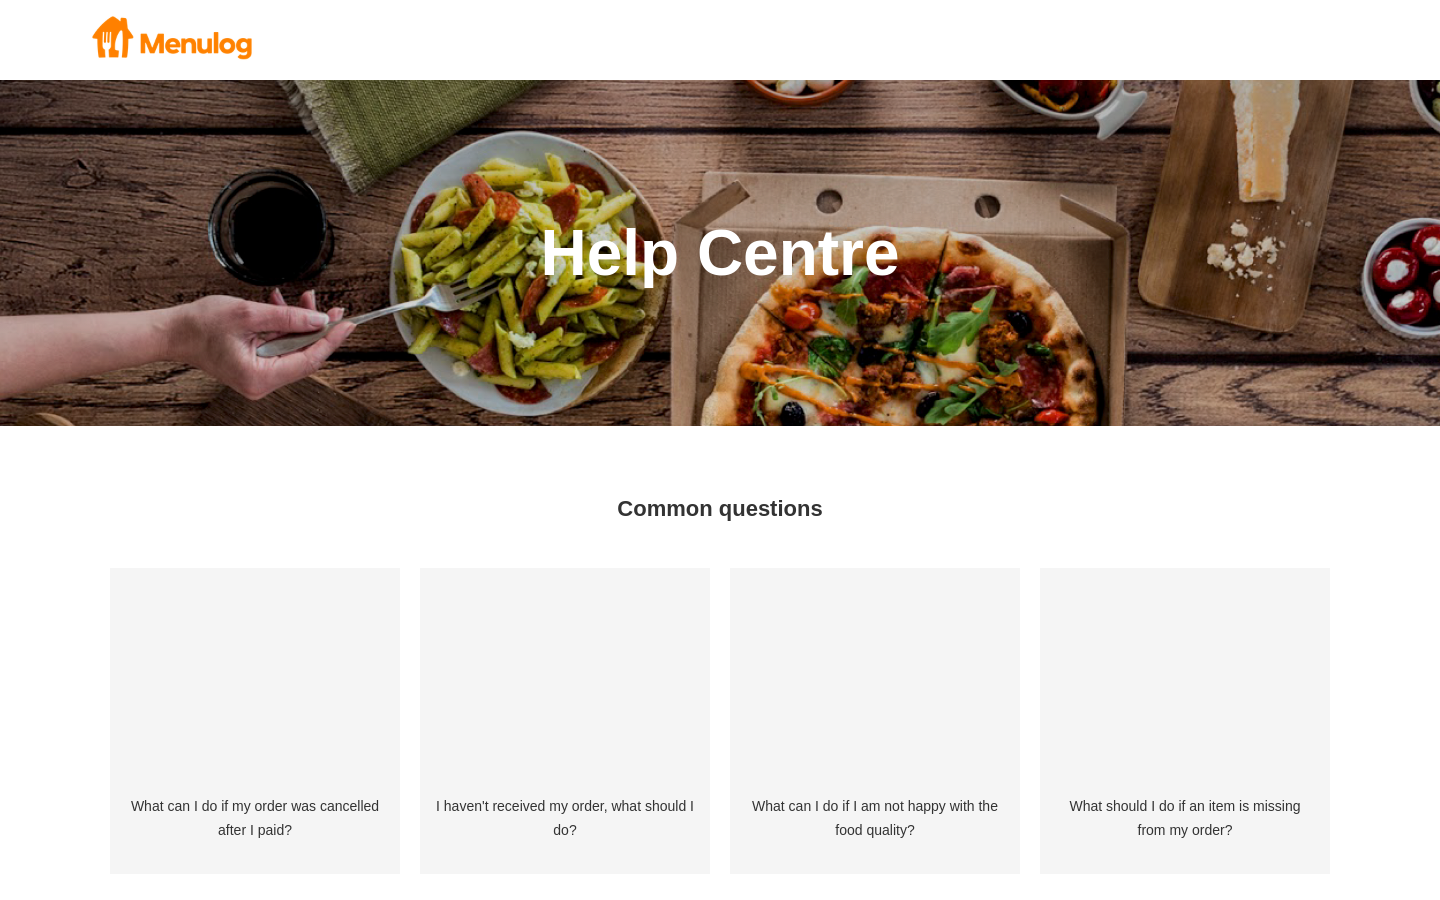 Menulog
Help Centre
Common questions
What can I do if my order was cancelled
after I paid?
I haven't received my order, what should I
do?
What can I do if I am not happy with the
food quality?
What should I do if an item is missing
from my order?